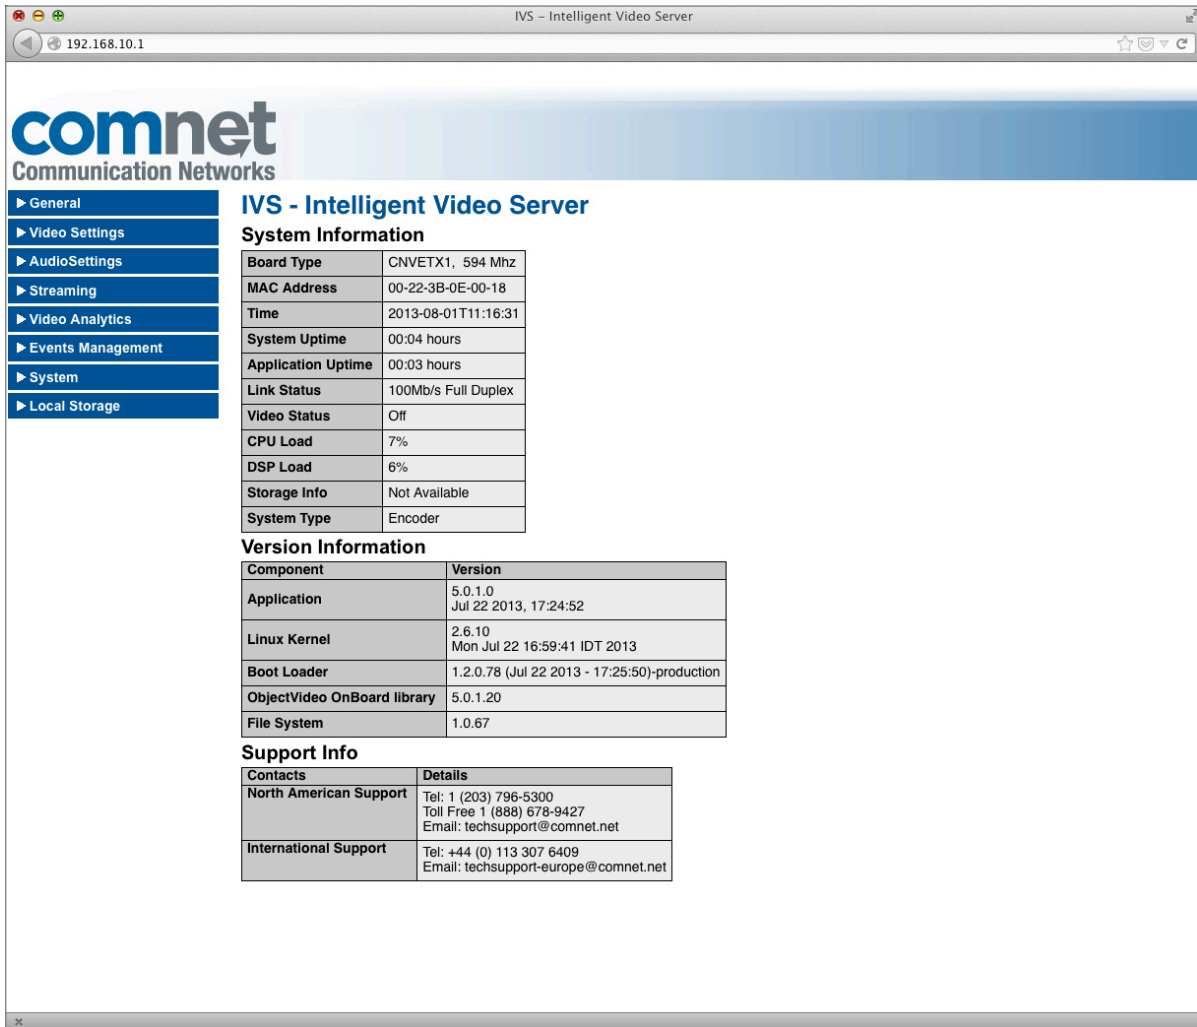 IVS – Intelligent Video Server
192.168.10.1
comnet
Communication Networks
General
Video Settings
AudioSettings
Streaming
Video Analytics
Events Management
System
Local Storage
IVS - Intelligent Video Server
System Information
Board Type CNVETX1, 594 Mhz
MAC Address 00-22-3B-0E-00-18
Time 2013-08-01T11:16:31
System Uptime 00:04 hours
Application Uptime 00:03 hours
Link Status 100Mb/s Full Duplex
Video Status Off
CPU Load 7%
DSP Load 6%
Storage Info Not Available
System Type Encoder
Version Information
Component Version
Application 5.0.1.0
Jul 22 2013, 17:24:52
Linux Kernel 2.6.10
Mon Jul 22 16:59:41 IDT 2013
Boot Loader 1.2.0.78 (Jul 22 2013 - 17:25:50)-production
ObjectVideo OnBoard library 5.0.1.20
File System 1.0.67
Support Info
Contacts Details
North American Support Tel: 1 (203) 796-5300
Toll Free 1 (888) 678-9427
Email: techsupport@comnet.net
International Support Tel: +44 (0) 113 307 6409
Email: techsupport-europe@comnet.net